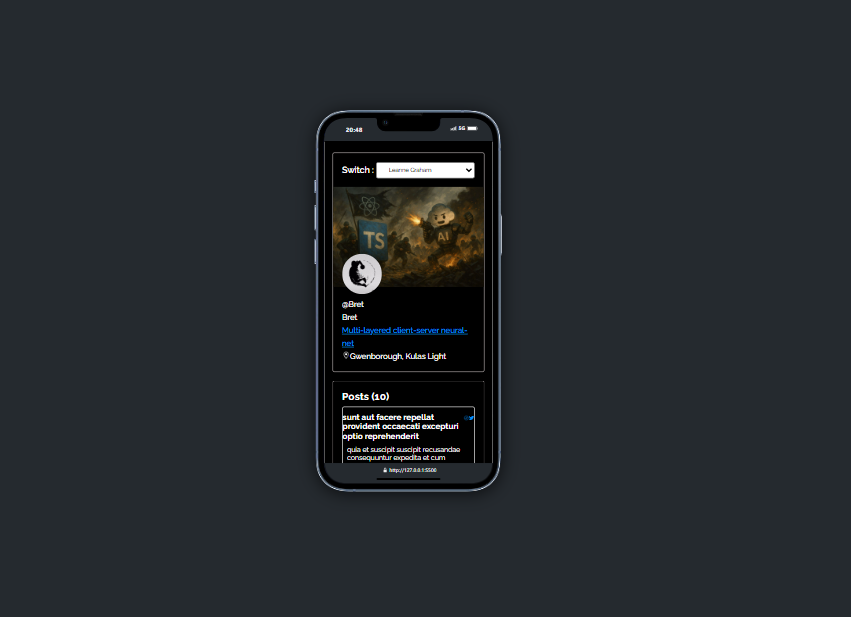 20:48
5G
Switch :
Leanne Graham
TS
AI
@Bret
Bret
Multi-layered client-server neural-
net
Gwenborough, Kulas Light
Posts (10)
sunt aut facere repellat
provident occaecati excepturi
optio reprehenderit
quia et suscipit suscipit recusandae
consequuntur expedita et cum
http://127.0.0.1:5500